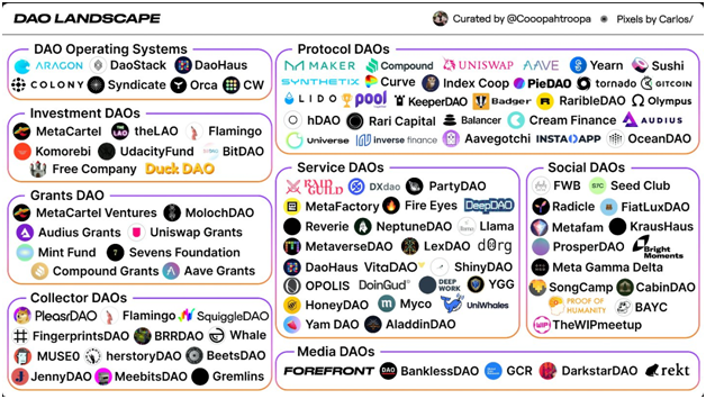 DAO LANDSCAPE
Curated by @Cooopahtroopa
Pixels by Carlos/
DAO Operating Systems
ARAGON DaoStack DaoHaus
COLONY Syndicate Orca CW
Investment DAOs
MetaCartel theLAO Flamingo
Komorebi UdacityFund BitDAO
Free Company Duck DAO
Grants DAO
MetaCartel Ventures MolochDAO
Audius Grants Uniswap Grants
Mint Fund Sevens Foundation
Compound Grants Aave Grants
Collector DAOs
PleasrDAO Flamingo SquiggleDAO
FingerprintsDAO BRRDAO Whale
MUSE0 herstoryDAO BeetsDAO
JennyDAO MeebitsDAO Gremlins
Protocol DAOs
MAKER Compound UNISWAP AAVE Yearn Sushi
SYNTHETIX Curve Index Coop PieDAO tornado GITCOIN
LIDO pool KeeperDAO Badger RaribleDAO Olympus
hDAO Rari Capital Balancer Cream Finance AUDIUS
Universe inverse finance Aavegotchi INSTADAPP OceanDAO
Service DAOs
RAID GUILD DXdao PartyDAO
MetaFactory Fire Eyes DeepDAO
Reverie NeptuneDAO Llama
MetaverseDAO LexDAO dOrg
DaoHaus VitaDAO ShinyDAO
OPOLIS DoinGud DEEP WORK YGG
HoneyDAO Myco UniWhales
Yam DAO AladdinDAO
Social DAOs
FWB Seed Club
Radicle FiatLuxDAO
Metafam KrausHaus
ProsperDAO Bright Moments
Meta Gamma Delta
SongCamp CabinDAO
PROOF OF HUMANITY BAYC
WIP TheWIPmeetup
Media DAOs
FOREFRONT BanklessDAO GCR DarkstarDAO rekt